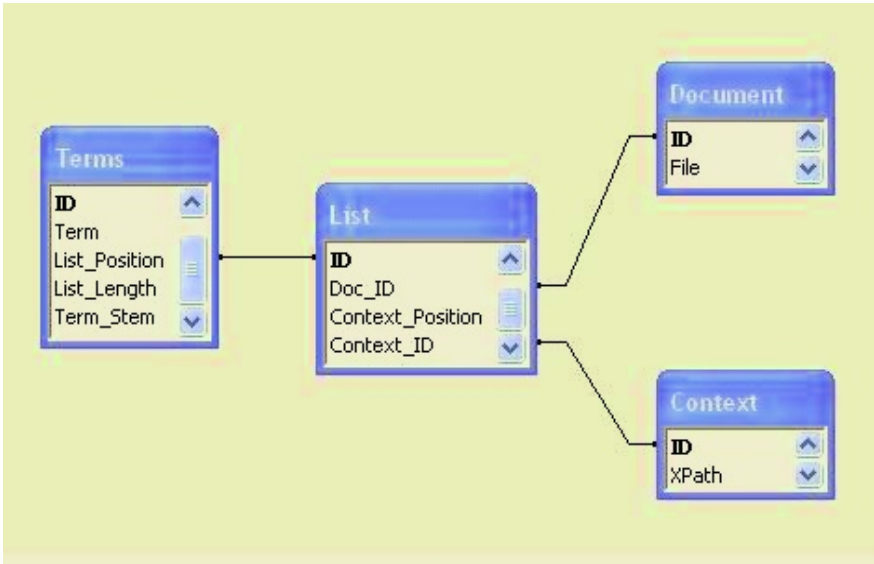 Terms
ID
Term
List_Position
List_Length
Term_Stem
List
ID
Doc_ID
Context_Position
Context_ID
Document
ID
File
Context
ID
XPath